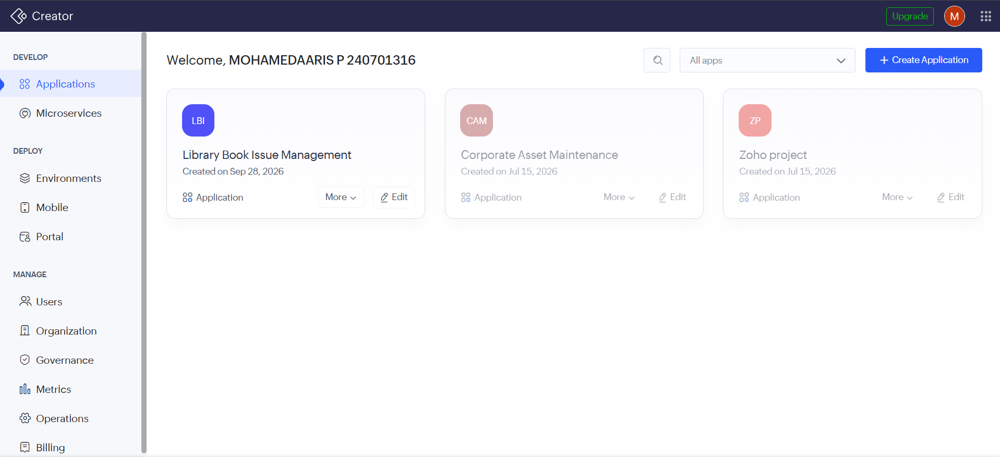 Creator
Upgrade
M
DEVELOP
Applications
Microservices
DEPLOY
Environments
Mobile
Portal
MANAGE
Users
Organization
Governance
Metrics
Operations
Billing
Welcome, MOHAMEDAARIS P 240701316
All apps
+ Create Application
LBI
Library Book Issue Management
Created on Sep 28, 2026
Application
More
Edit
CAM
Corporate Asset Maintenance
Created on Jul 15, 2026
Application
More
Edit
ZP
Zoho project
Created on Jul 15, 2026
Application
More
Edit